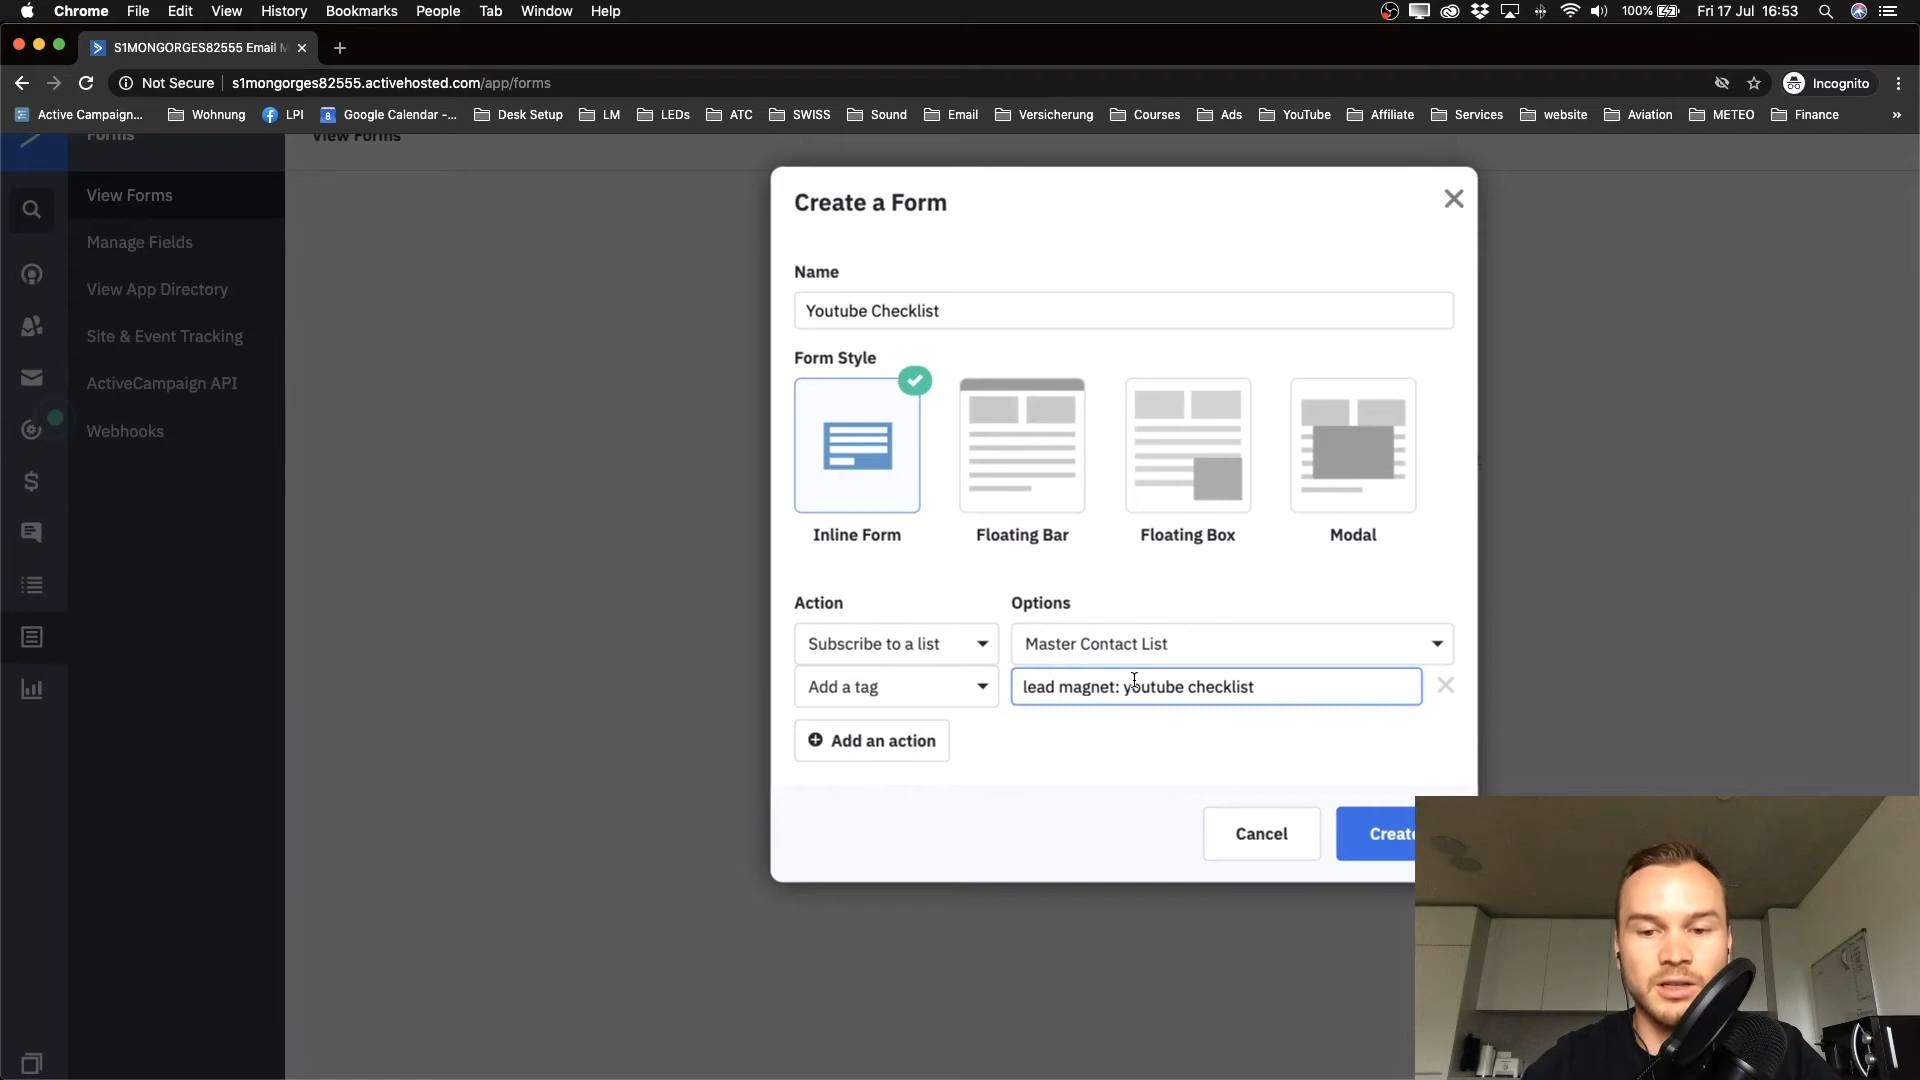 Chrome File Edit View History Bookmarks People Tab Window Help 100% Fri 17 Jul 16:53
S1MONGORGES82555 Email M
Not Secure s1mongorges82555.activehosted.com/app/forms Incognito
Active Campaign... Wohnung LPI 8 Google Calendar -... Desk Setup LM LEDs ATC SWISS Sound Email Versicherung Courses Ads YouTube Affiliate Services website Aviation METEO Finance »
Forms View Forms
View Forms
Manage Fields
View App Directory
Site & Event Tracking
ActiveCampaign API
Webhooks
Create a Form
Name
Youtube Checklist
Form Style
Inline Form Floating Bar Floating Box Modal
Action Options
Subscribe to a list Master Contact List
Add a tag lead magnet: youtube checklist
Add an action
Cancel Create